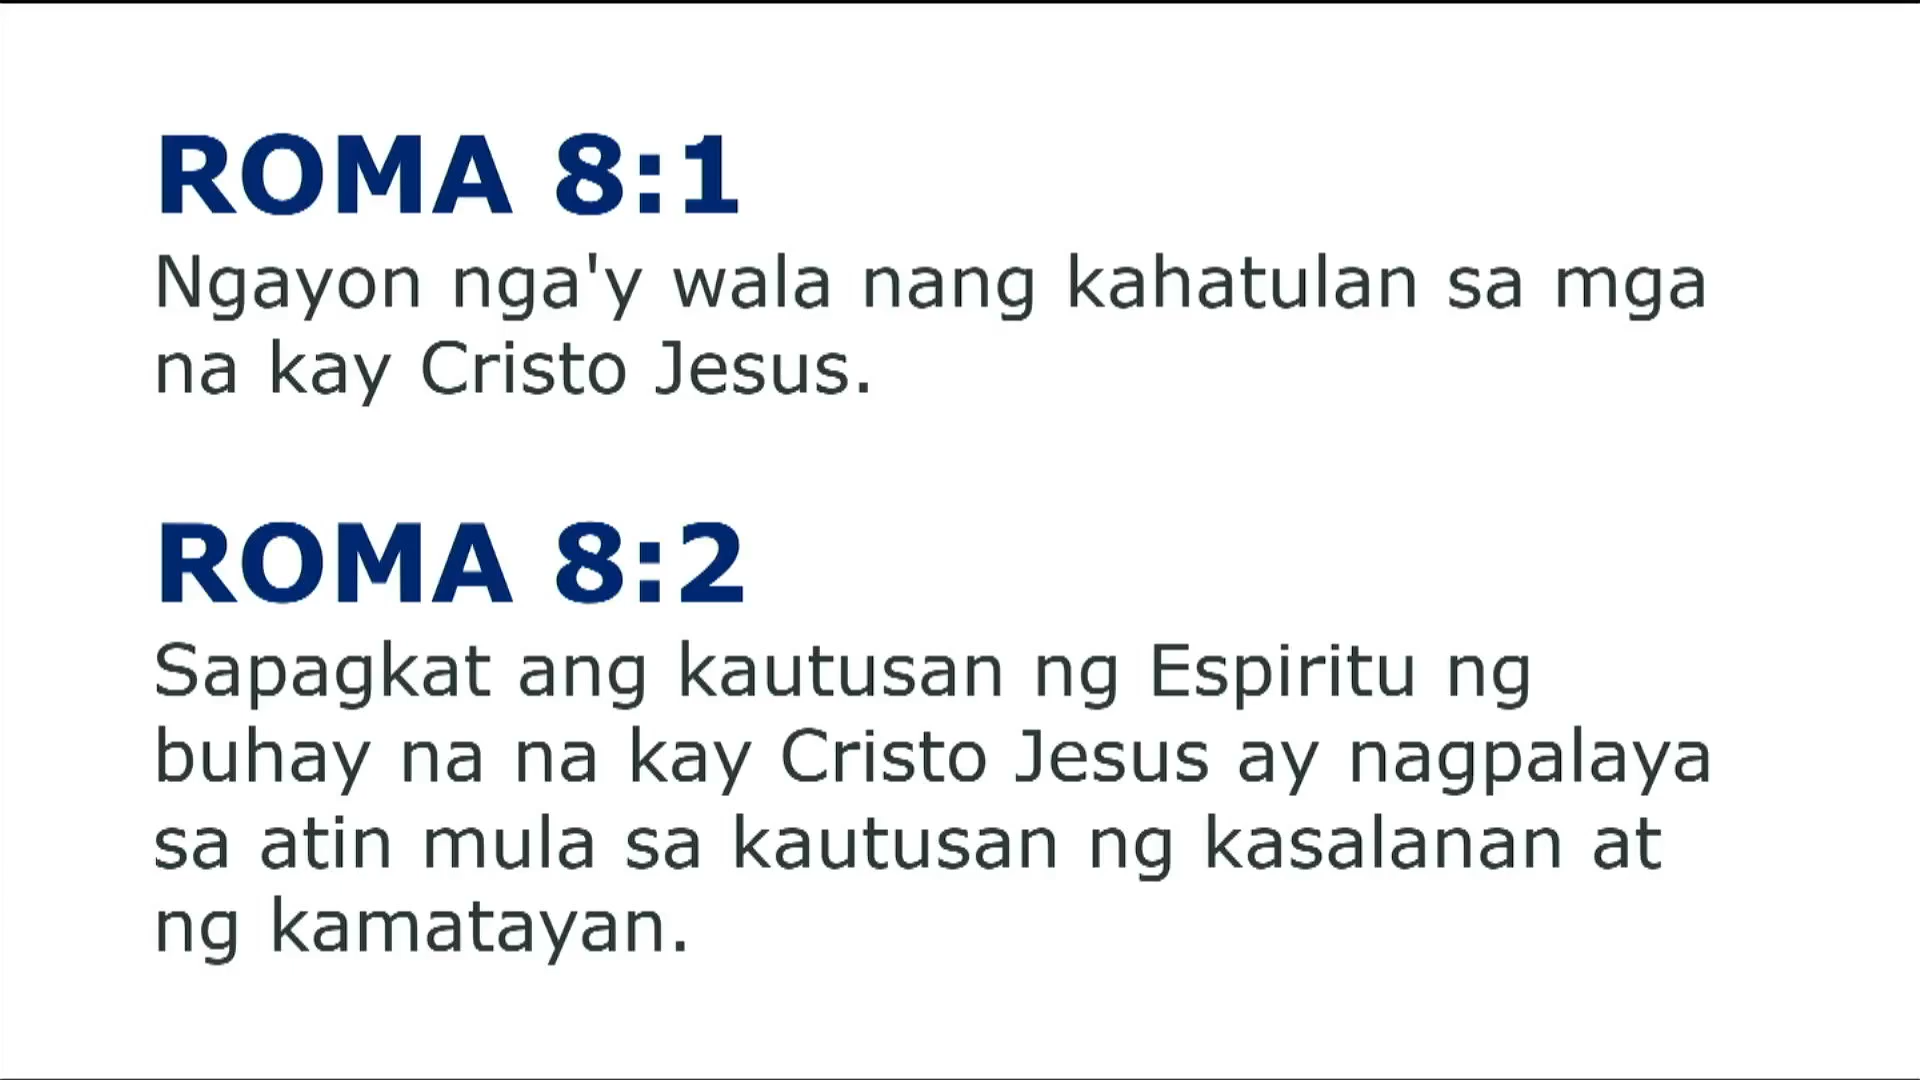 ROMA 8:1
Ngayon nga'y wala nang kahatulan sa mga
na kay Cristo Jesus.
ROMA 8:2
Sapagkat ang kautusan ng Espiritu ng
buhay na na kay Cristo Jesus ay nagpalaya
sa atin mula sa kautusan ng kasalanan at
ng kamatayan.